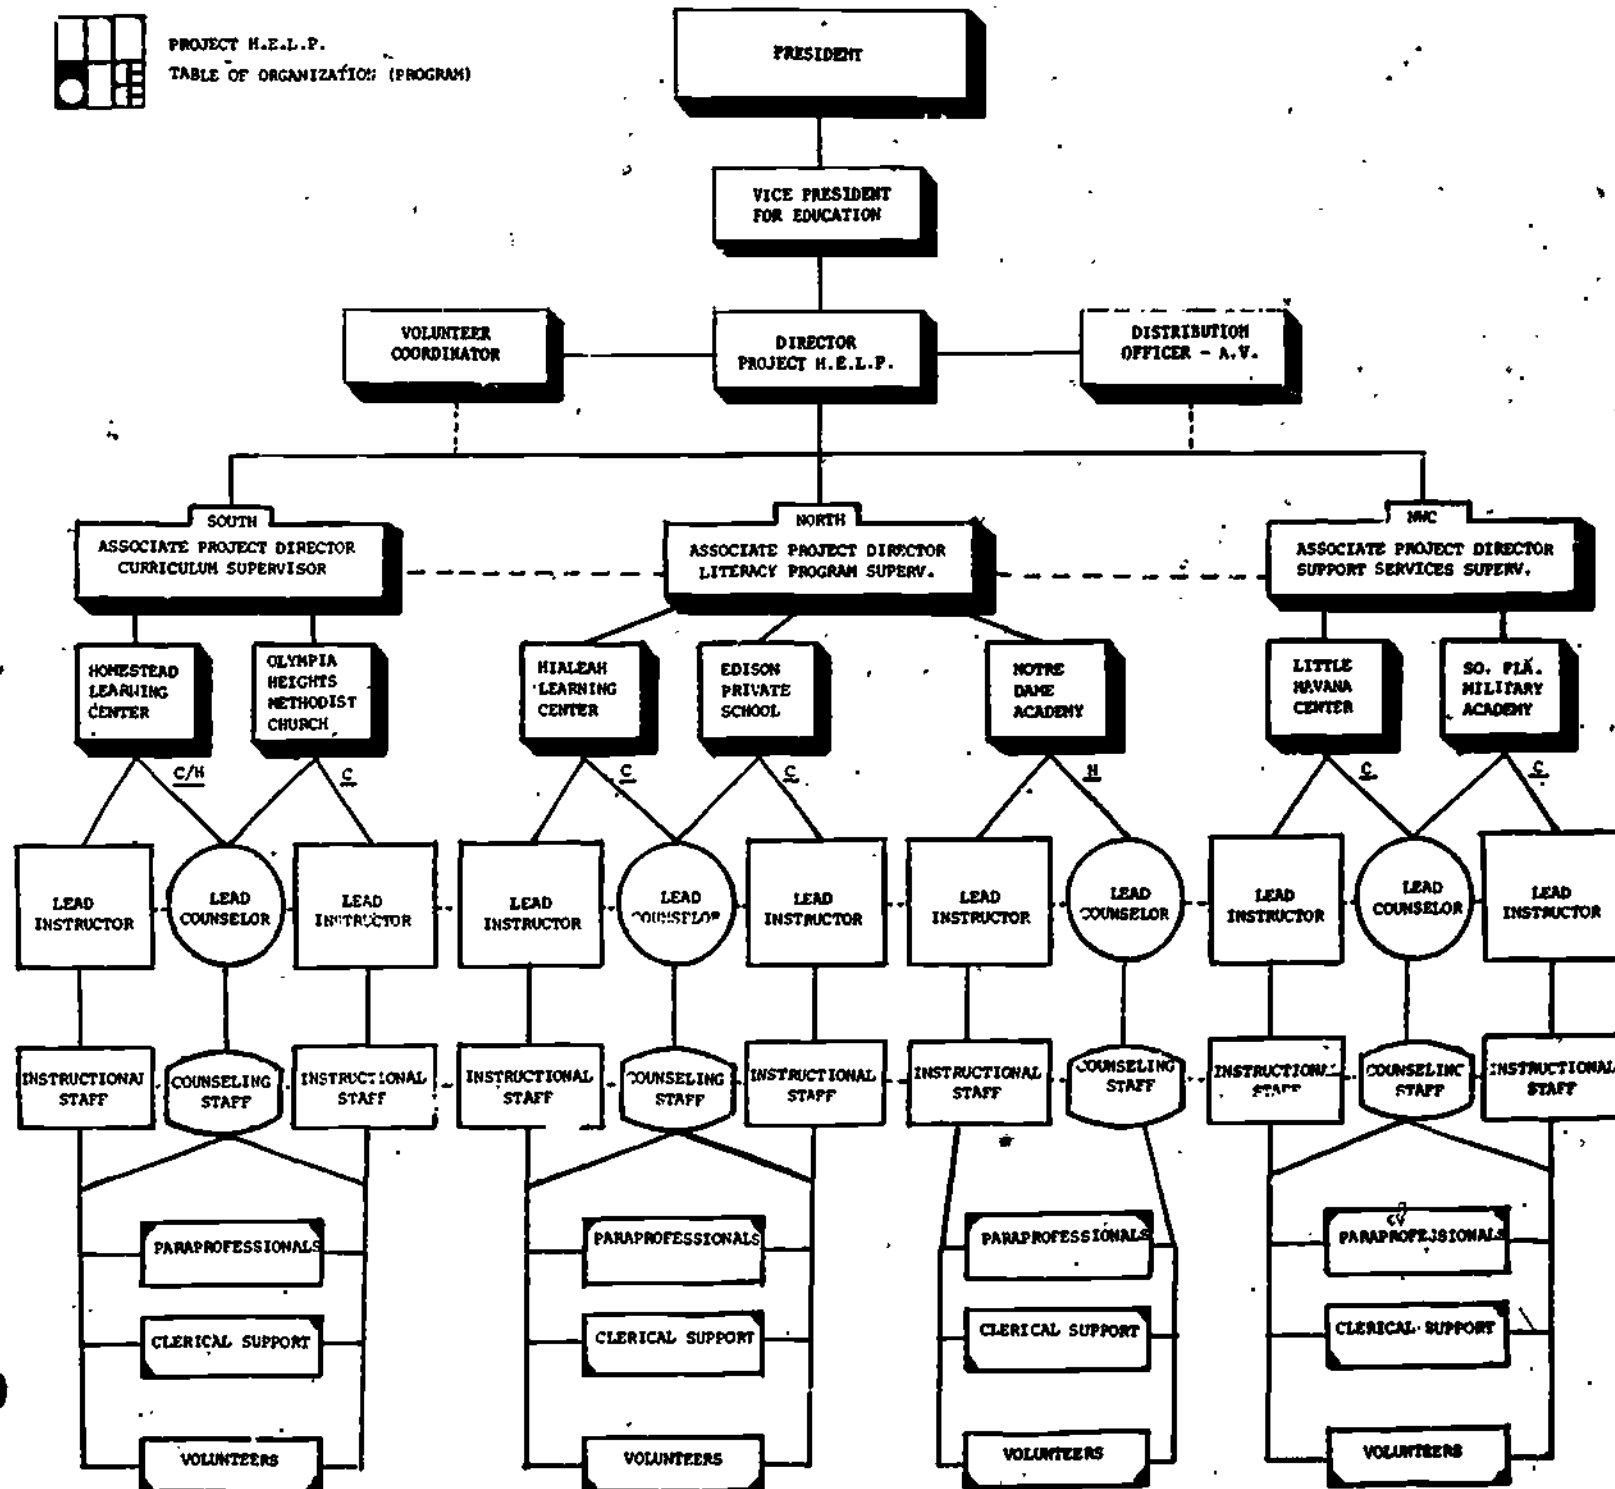 PROJECT H.E.L.P.
TABLE OF ORGANIZATION (PROGRAM)
PRESIDENT
VICE PRESIDENT
FOR EDUCATION
VOLUNTEER
COORDINATOR
DIRECTOR
PROJECT H.E.L.P.
DISTRIBUTION
OFFICER - A.V.
SOUTH
ASSOCIATE PROJECT DIRECTOR
CURRICULUM SUPERVISOR
NORTH
ASSOCIATE PROJECT DIRECTOR
LITERACY PROGRAM SUPERV.
NWC
ASSOCIATE PROJECT DIRECTOR
SUPPORT SERVICES SUPERV.
HOMESTEAD
LEARNING
CENTER
OLYMPIA
HEIGHTS
METHODIST
CHURCH
HIALEAH
LEARNING
CENTER
EDISON
PRIVATE
SCHOOL
NOTRE
DAME
ACADEMY
LITTLE
HAVANA
CENTER
SO. FLA.
MILITARY
ACADEMY
C/H
C
C
C
H
C
C
LEAD
INSTRUCTOR
LEAD
COUNSELOR
LEAD
INSTRUCTOR
LEAD
INSTRUCTOR
LEAD
COUNSELOR
LEAD
INSTRUCTOR
LEAD
INSTRUCTOR
LEAD
COUNSELOR
LEAD
INSTRUCTOR
LEAD
COUNSELOR
LEAD
INSTRUCTOR
INSTRUCTIONAL
STAFF
COUNSELING
STAFF
INSTRUCTIONAL
STAFF
INSTRUCTIONAL
STAFF
COUNSELING
STAFF
INSTRUCTIONAL
STAFF
INSTRUCTIONAL
STAFF
COUNSELING
STAFF
INSTRUCTIONAL
STAFF
COUNSELING
STAFF
INSTRUCTIONAL
STAFF
PARAPROFESSIONALS
CLERICAL SUPPORT
VOLUNTEERS
PARAPROFESSIONALS
CLERICAL SUPPORT
VOLUNTEERS
PARAPROFESSIONALS
CLERICAL SUPPORT
VOLUNTEERS
PARAPROFESSIONALS
CLERICAL SUPPORT
VOLUNTEERS